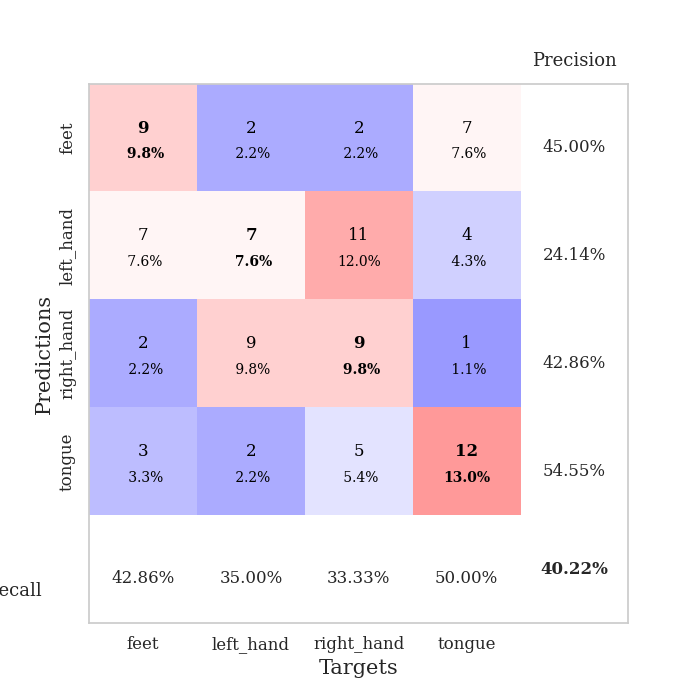 Precision
feet
9 2 2 7
9.8% 2.2% 2.2% 7.6%
45.00%
left_hand
7 7 11 4
7.6% 7.6% 12.0% 4.3%
24.14%
Predictions
right_hand
2 9 9 1
2.2% 9.8% 9.8% 1.1%
42.86%
tongue
3 2 5 12
3.3% 2.2% 5.4% 13.0%
54.55%
ecall
42.86% 35.00% 33.33% 50.00% 40.22%
feet left_hand right_hand tongue
Targets